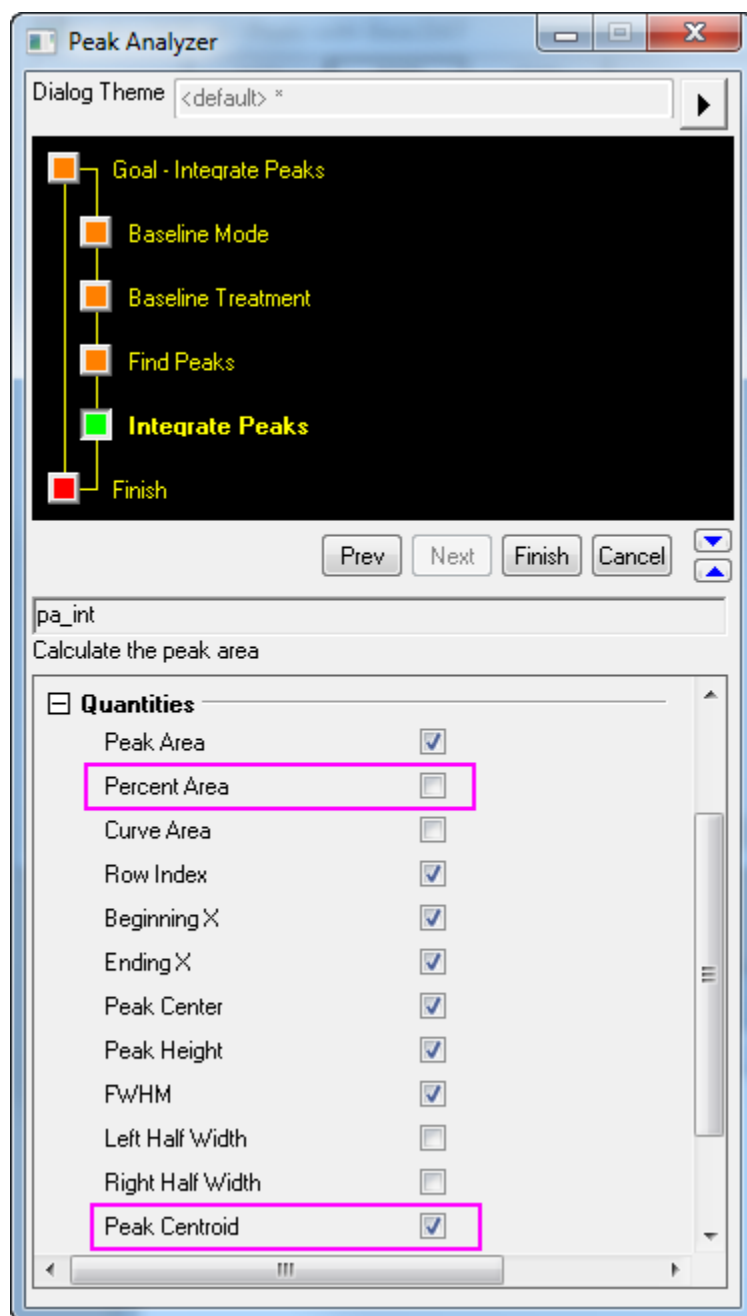 Peak Analyzer
Dialog Theme <default> *
Goal - Integrate Peaks
Baseline Mode
Baseline Treatment
Find Peaks
Integrate Peaks
Finish
Prev Next Finish Cancel
pa_int
Calculate the peak area
Quantities
Peak Area
Percent Area
Curve Area
Row Index
Beginning X
Ending X
Peak Center
Peak Height
FWHM
Left Half Width
Right Half Width
Peak Centroid